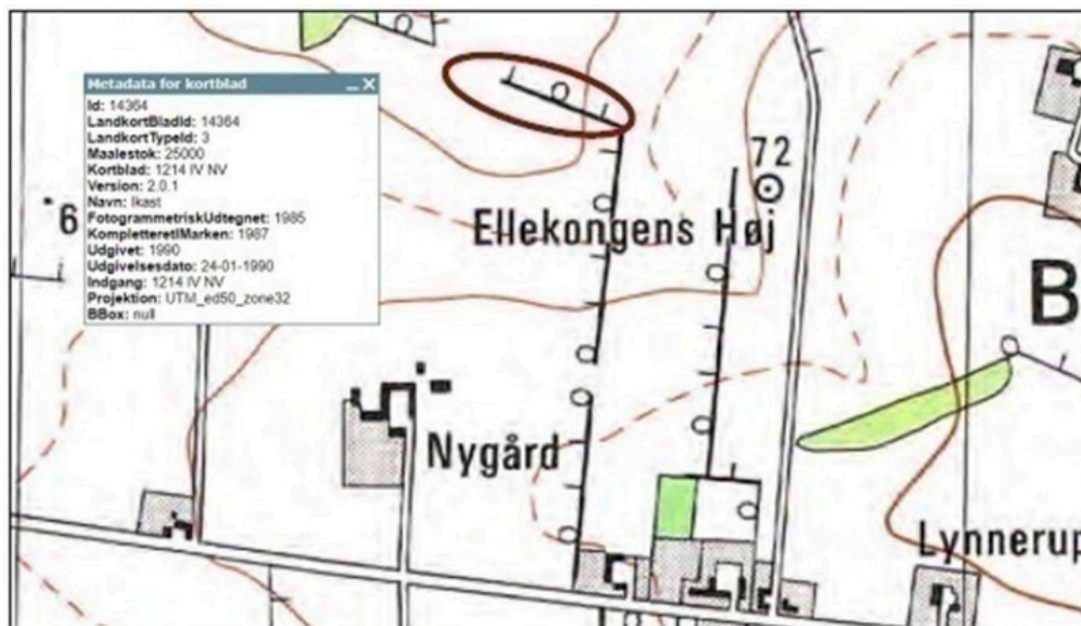 Metadata for kortblad
Id: 14364
LandkortBladId: 14364
LandkortTypeId: 3
Maalestok: 25000
Kortblad: 1214 IV NV
Version: 2.0.1
Navn: Ikast
FotogrammetriskUdtegnet: 1985
KompletteretIMarken: 1987
Udgivet: 1990
Udgivelsesdato: 24-01-1990
Indgang: 1214 IV NV
Projektion: UTM_ed50_zone32
BBox: null
72
6
Ellekongens Høj
B
Nygård
Lynnerup